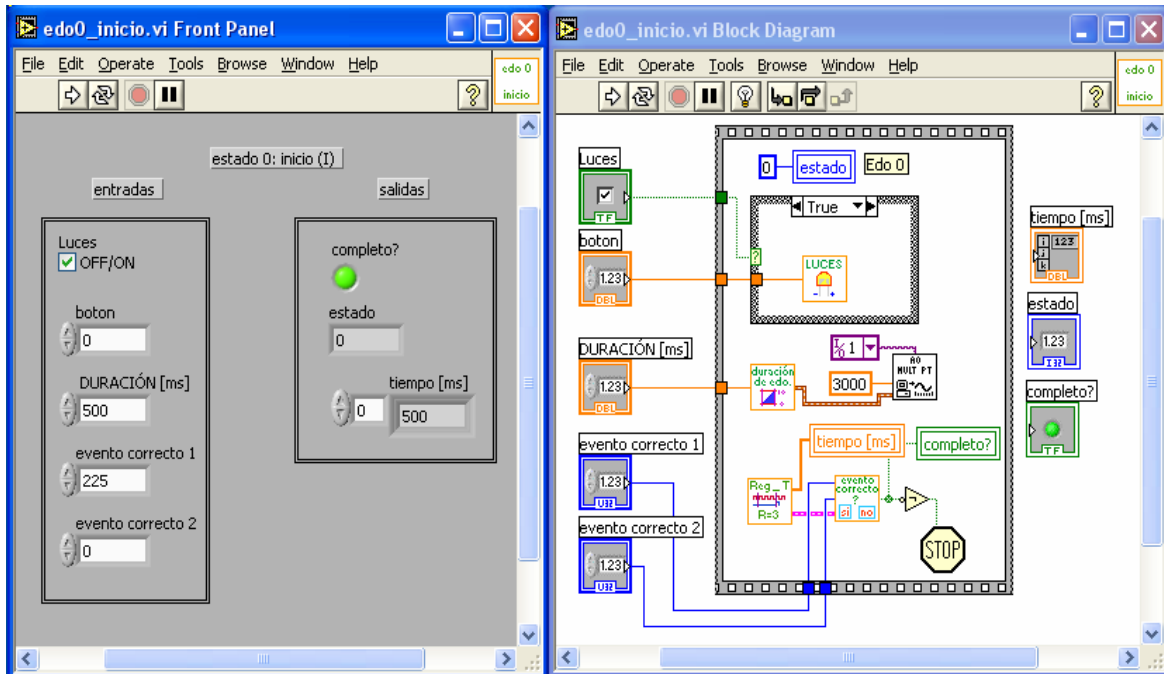 edo0_inicio.vi Front Panel
File Edit Operate Tools Browse Window Help
edo 0
inicio
estado 0: inicio (I)
entradas
salidas
Luces
OFF/ON
boton
0
DURACIÓN [ms]
500
evento correcto 1
225
evento correcto 2
0
completo?
estado
0
tiempo [ms]
0
500
edo0_inicio.vi Block Diagram
File Edit Operate Tools Browse Window Help
edo 0
inicio
Luces
TF
boton
1.23
DBL
DURACIÓN [ms]
1.23
DBL
evento correcto 1
1.23
U32
evento correcto 2
1.23
U32
0
estado
Edo 0
True
?
LUCES
- +
duración
de edo.
I/O 1
3000
AO
MULT PT
tiempo [ms]
completo?
Reg_T
R=3
evento
correcto
?
si no
STOP
tiempo [ms]
i 123
j
k
DBL
estado
1.23
I32
completo?
TF